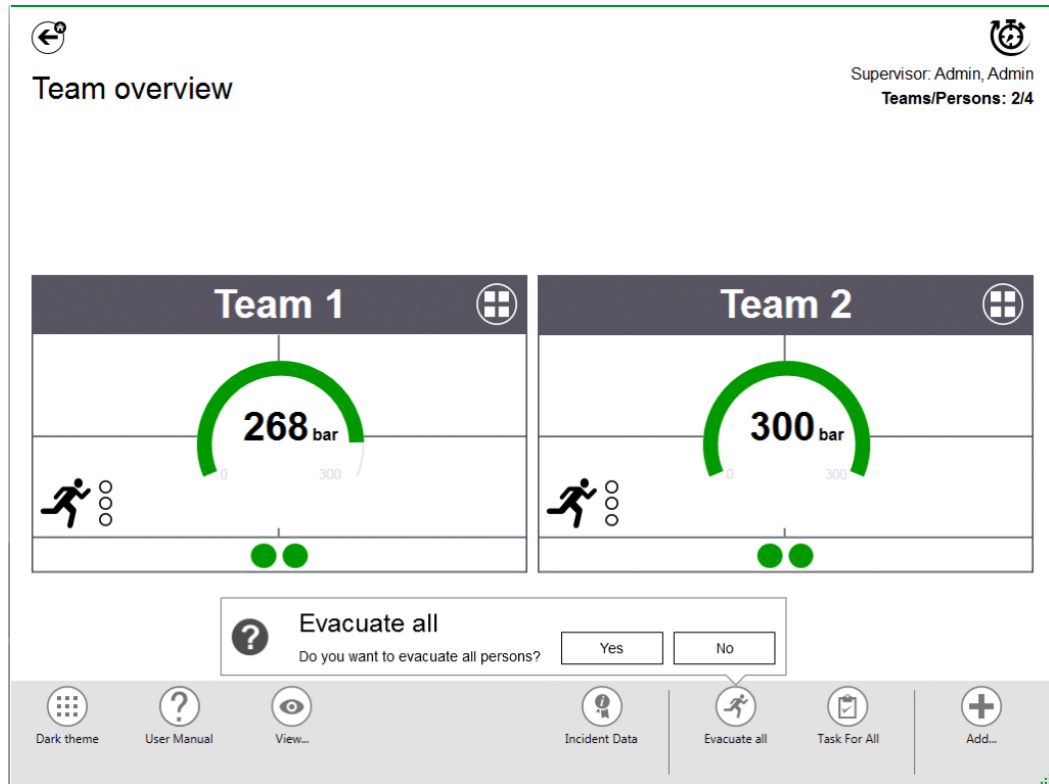 Team overview
Supervisor: Admin, Admin
Teams/Persons: 2/4
Team 1
Team 2
268 bar
0 300
300 bar
0 300
Evacuate all
Do you want to evacuate all persons?
Yes
No
Dark theme
User Manual
View...
Incident Data
Evacuate all
Task For All
Add...